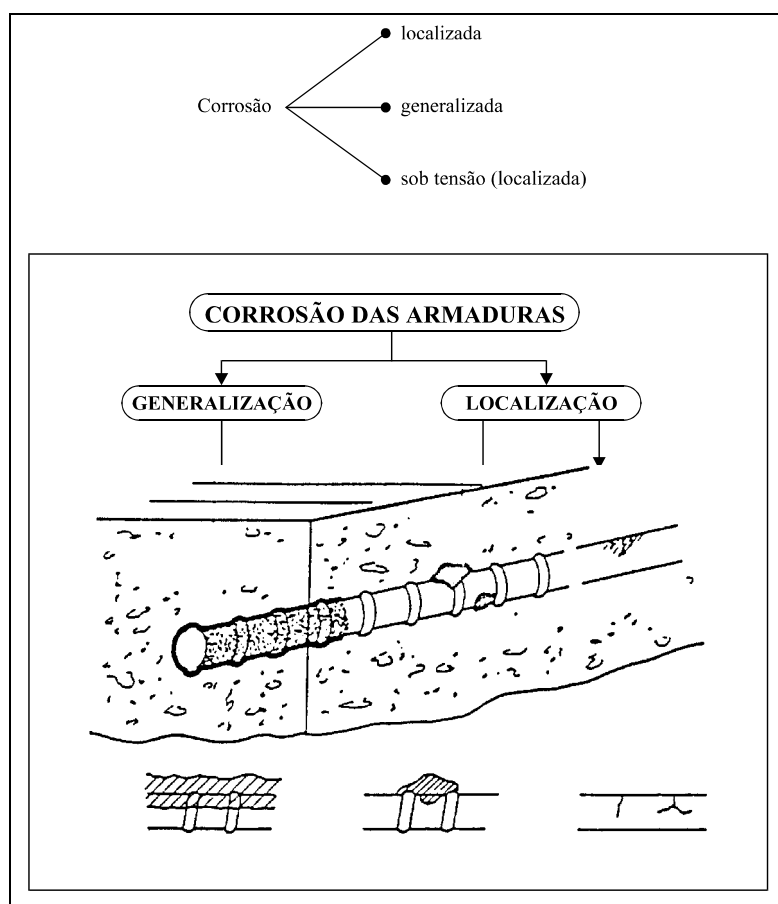 localizada
Corrosão
generalizada
sob tensão (localizada)
CORROSÃO DAS ARMADURAS
GENERALIZAÇÃO
LOCALIZAÇÃO